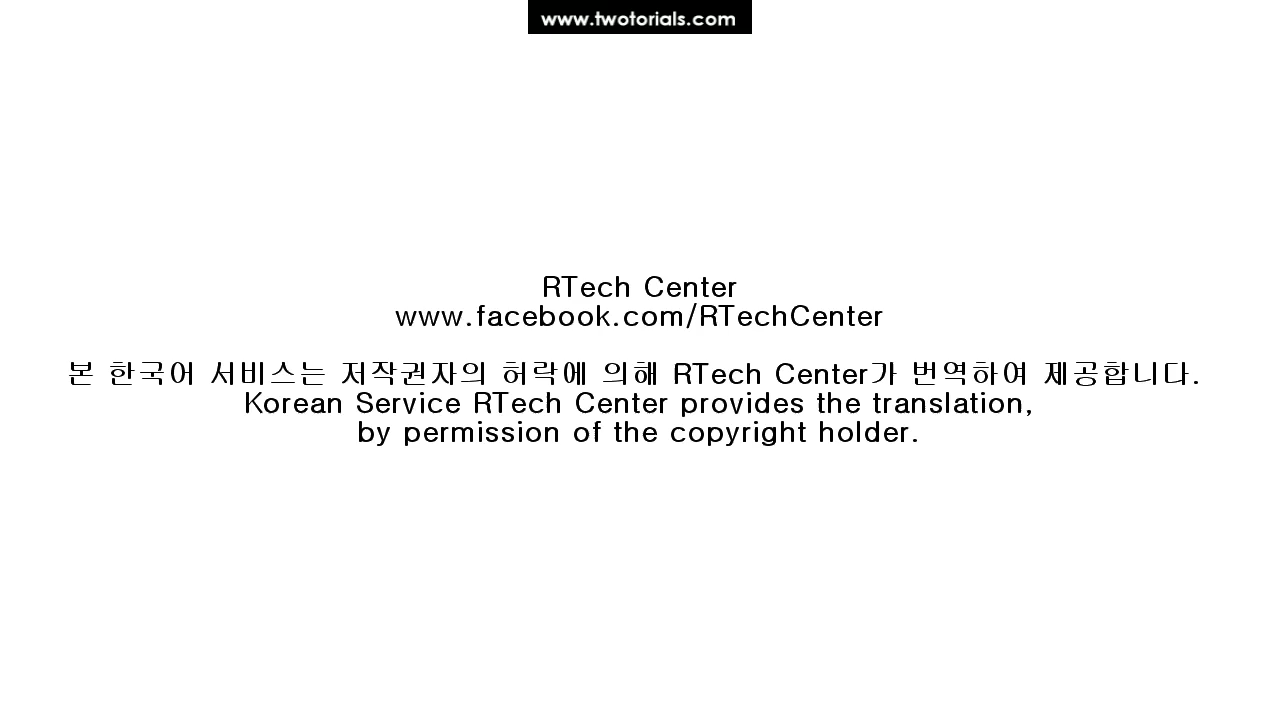 www.twotorials.com
RTech Center
www.facebook.com/RTechCenter
본 한국어 서비스는 저작권자의 허락에 의해 RTech Center가 번역하여 제공합니다.
Korean Service RTech Center provides the translation,
by permission of the copyright holder.